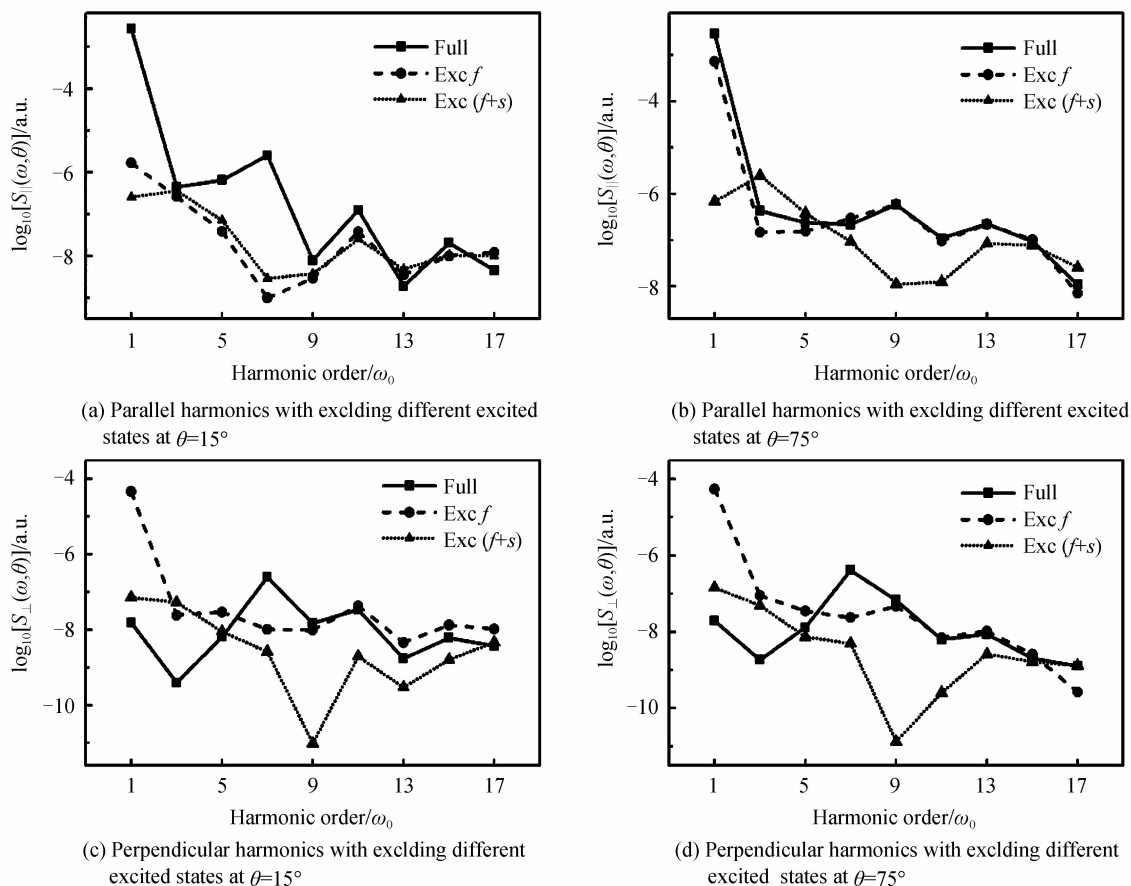 Full
Exc f
Exc (f+s)
−4
−6
−8
log₁₀[S||(ω,θ)]/a.u.
1 5 9 13 17
Harmonic order/ω₀
(a) Parallel harmonics with exclding different excited
states at θ=15°
Full
Exc f
Exc (f+s)
−4
−6
−8
log₁₀[S||(ω,θ)]/a.u.
1 5 9 13 17
Harmonic order/ω₀
(b) Parallel harmonics with exclding different excited
states at θ=75°
−4
Full
Exc f
Exc (f+s)
−6
−8
−10
log₁₀[S⊥(ω,θ)]/a.u.
1 5 9 13 17
Harmonic order/ω₀
(c) Perpendicular harmonics with exclding different
excited states at θ=15°
−4
Full
Exc f
Exc (f+s)
−6
−8
−10
log₁₀[S⊥(ω,θ)]/a.u.
1 5 9 13 17
Harmonic order/ω₀
(d) Perpendicular harmonics with exclding different
excited states at θ=75°